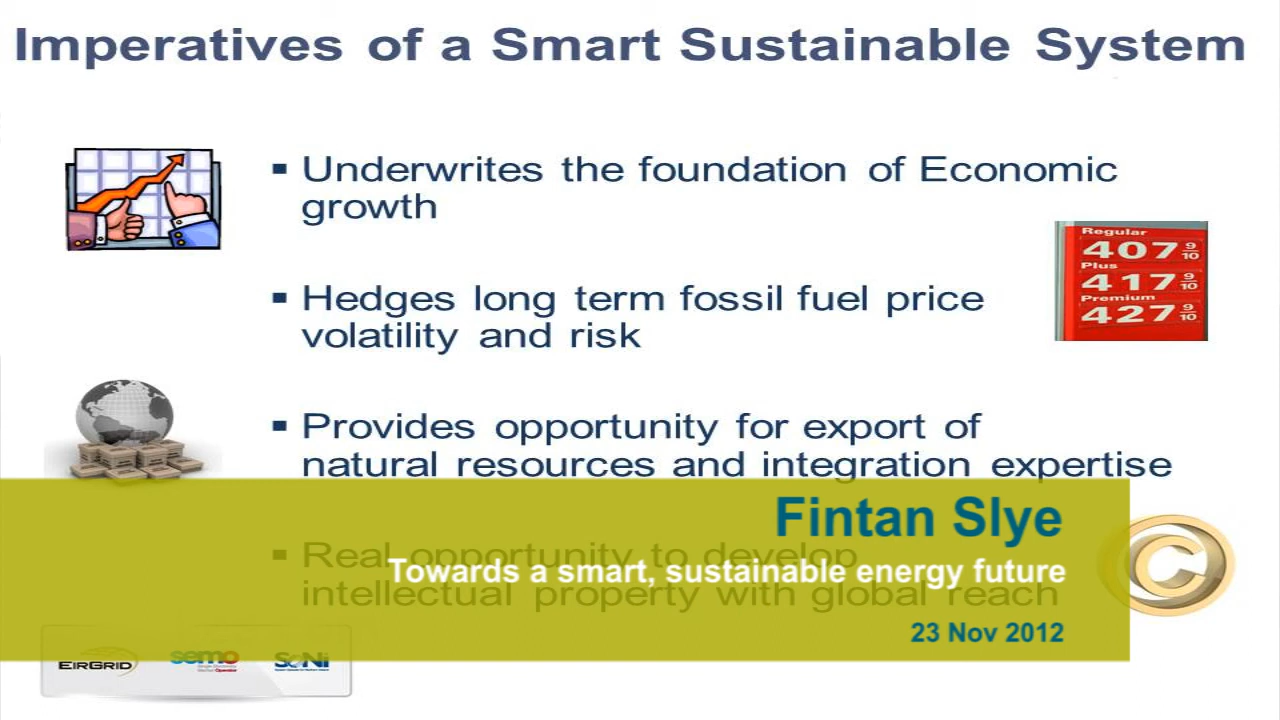 Imperatives of a Smart Sustainable System
▪ Underwrites the foundation of Economic
growth
Regular
407 9/10
Plus
417 9/10
Premium
427 9/10
▪ Hedges long term fossil fuel price
volatility and risk
▪ Provides opportunity for export of
natural resources and integration expertise
Fintan Slye
▪ Real opportunity to develop
Towards a smart, sustainable energy future
intellectual property with global reach
C
23 Nov 2012
EIRGRID
semo
SONI